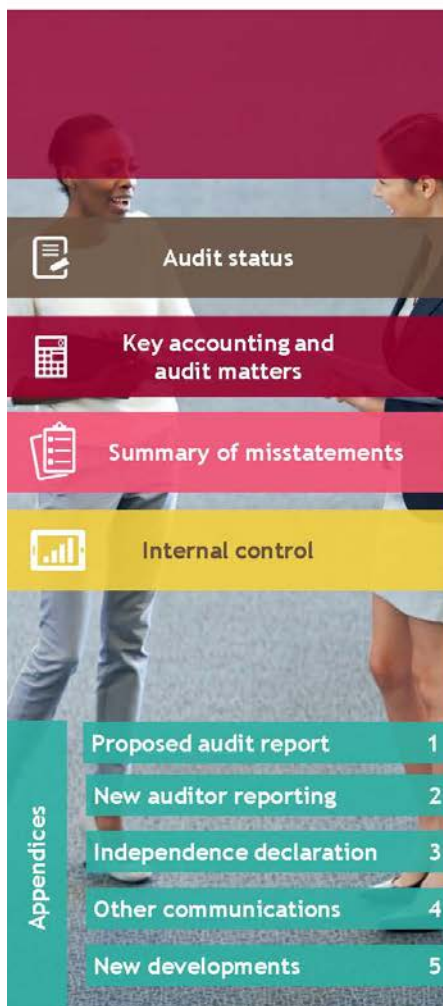 Audit status
Key accounting and
audit matters
Summary of misstatements
Internal control
Appendices
Proposed audit report 1
New auditor reporting 2
Independence declaration 3
Other communications 4
New developments 5